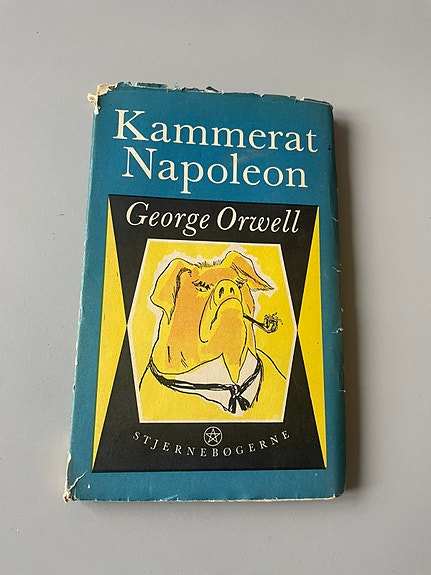 Kammerat
Napoleon
George Orwell
STJERNEBØGERNE